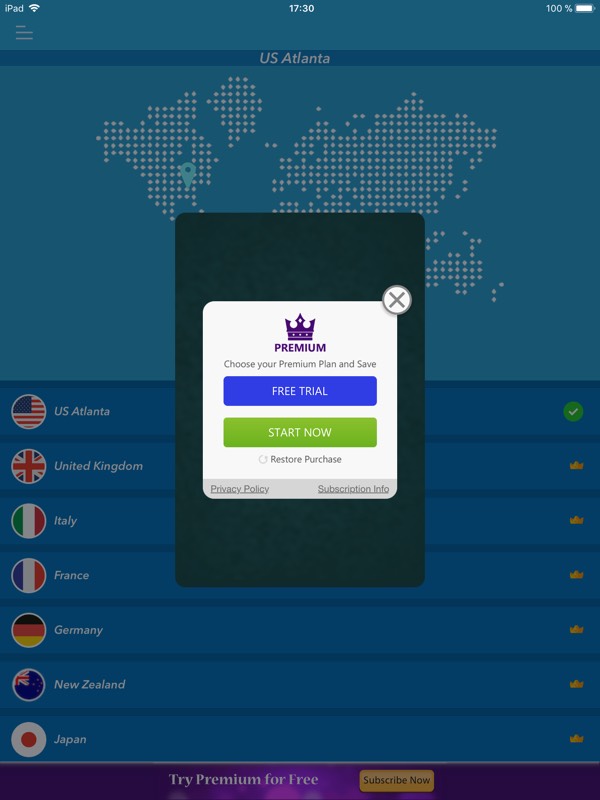 iPad 17:30 100 %
US Atlanta
PREMIUM
Choose your Premium Plan and Save
FREE TRIAL
START NOW
Restore Purchase
Privacy Policy Subscription Info
US Atlanta
United Kingdom
Italy
France
Germany
New Zealand
Japan
Try Premium for Free Subscribe Now